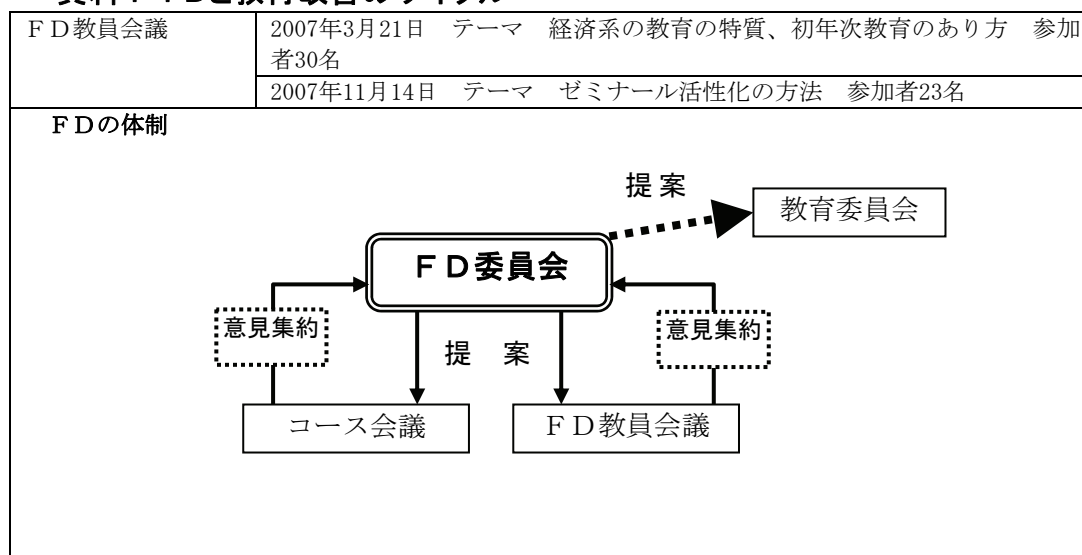 ＦＤ教員会議
2007年3月21日　テーマ　経済系の教育の特質、初年次教育のあり方　参加
者30名
2007年11月14日　テーマ　ゼミナール活性化の方法　参加者23名
ＦＤの体制
提 案
教育委員会
ＦＤ委員会
意見集約
提　案
意見集約
コース会議
ＦＤ教員会議